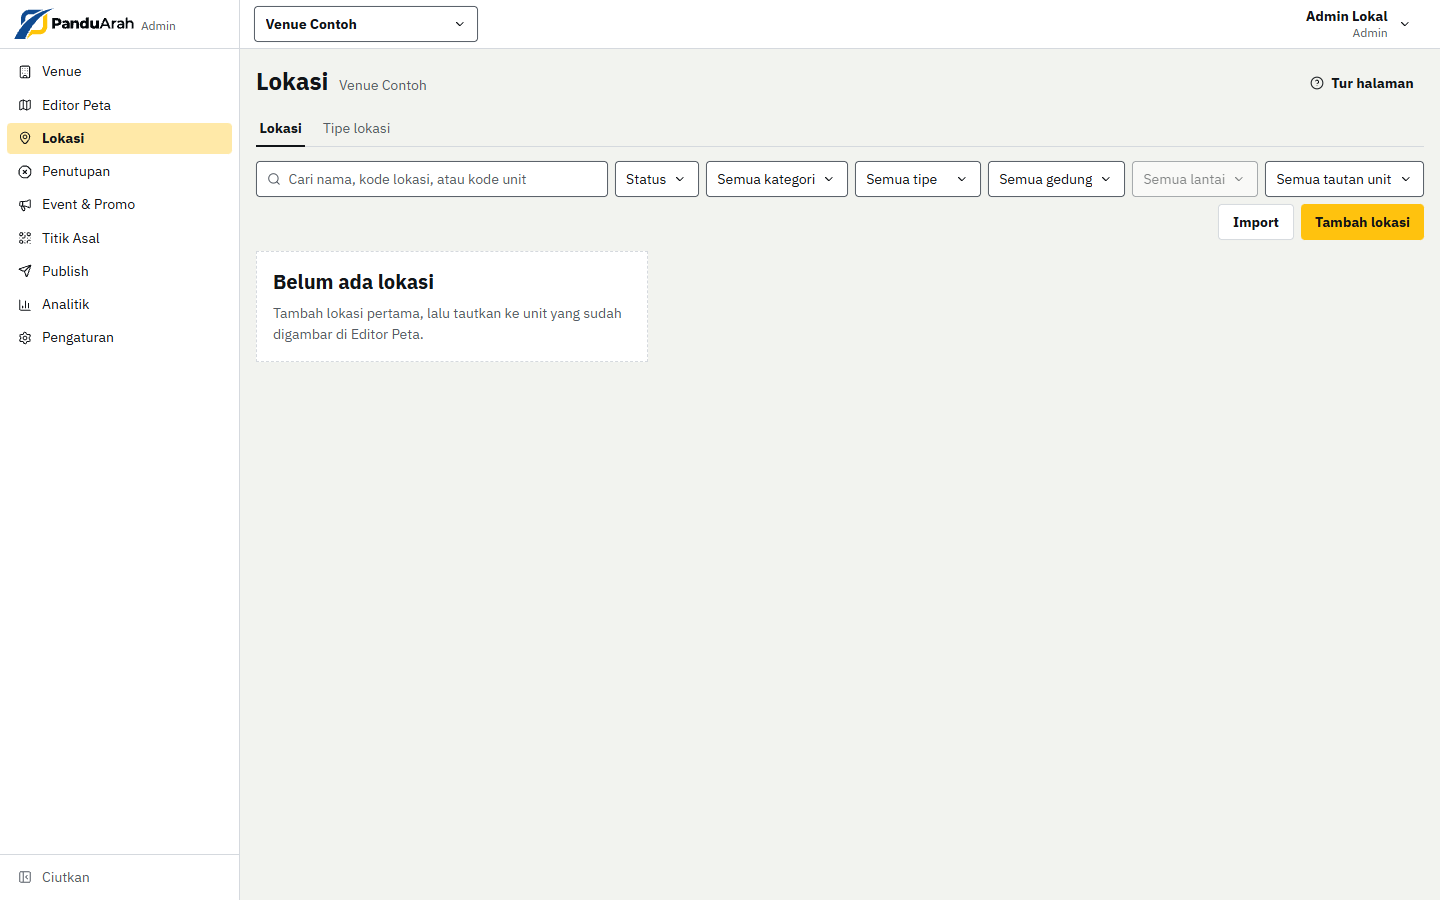 PanduArah Admin
Venue Contoh
Admin Lokal
Admin
Venue
Editor Peta
Lokasi
Penutupan
Event & Promo
Titik Asal
Publish
Analitik
Pengaturan
Ciutkan
Lokasi Venue Contoh
Tur halaman
Lokasi Tipe lokasi
Cari nama, kode lokasi, atau kode unit Status Semua kategori Semua tipe Semua gedung Semua lantai Semua tautan unit
Import Tambah lokasi
Belum ada lokasi
Tambah lokasi pertama, lalu tautkan ke unit yang sudah
digambar di Editor Peta.